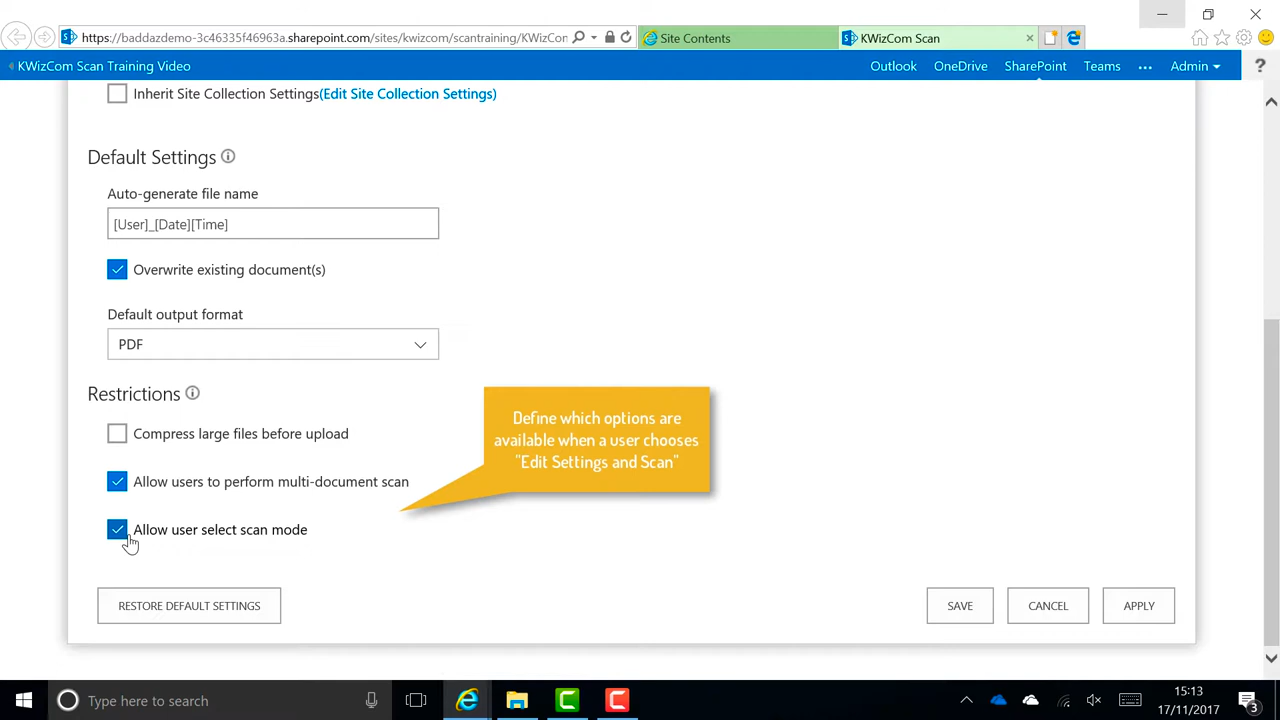 https://baddazdemo-3c46335f46963a.sharepoint.com/sites/kwizcom/scantraining/KWizCon
Site Contents
KWizCom Scan
KWizCom Scan Training Video
Outlook OneDrive SharePoint Teams ... Admin ?
Inherit Site Collection Settings(Edit Site Collection Settings)
Default Settings
Auto-generate file name
[User]_[Date][Time]
Overwrite existing document(s)
Default output format
PDF
Restrictions
Compress large files before upload
Define which options are
available when a user chooses
"Edit Settings and Scan"
Allow users to perform multi-document scan
Allow user select scan mode
RESTORE DEFAULT SETTINGS
SAVE CANCEL APPLY
Type here to search
15:13
17/11/2017
3